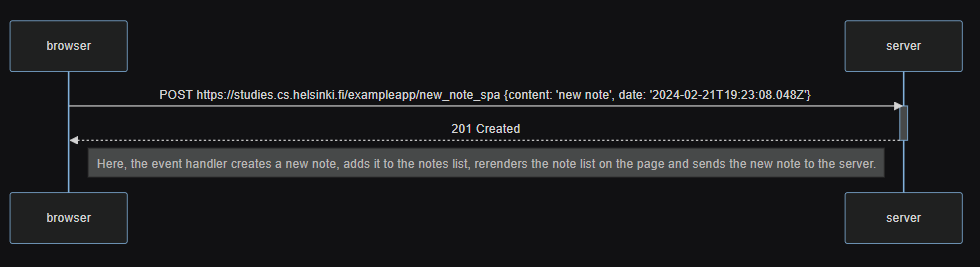 browser
server
POST https://studies.cs.helsinki.fi/exampleapp/new_note_spa {content: 'new note', date: '2024-02-21T19:23:08.048Z'}
201 Created
Here, the event handler creates a new note, adds it to the notes list, rerenders the note list on the page and sends the new note to the server.
browser
server